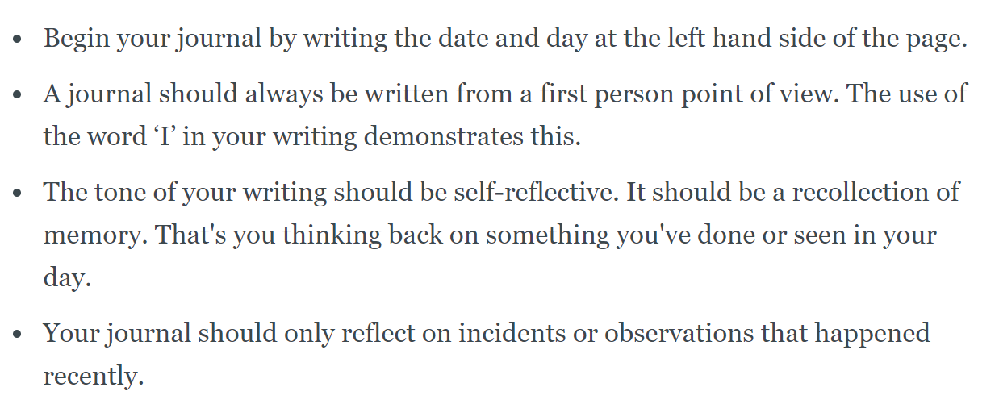 • Begin your journal by writing the date and day at the left hand side of the page.
• A journal should always be written from a first person point of view. The use of
the word ‘I’ in your writing demonstrates this.
• The tone of your writing should be self-reflective. It should be a recollection of
memory. That's you thinking back on something you've done or seen in your
day.
• Your journal should only reflect on incidents or observations that happened
recently.